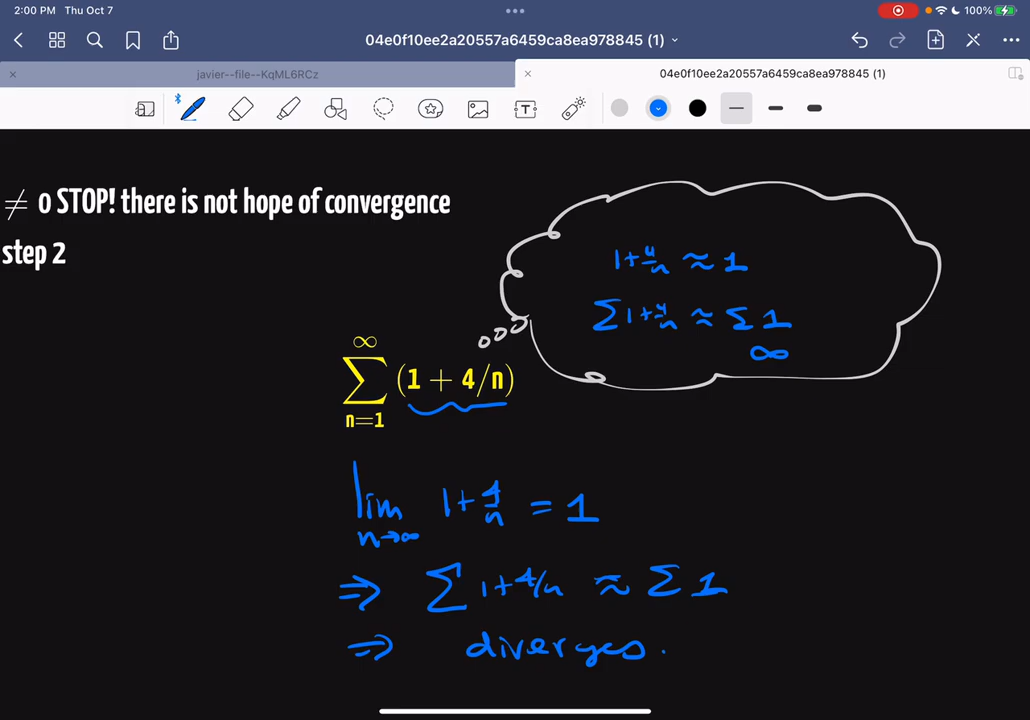 2:00 PM Thu Oct 7
100%
04e0f10ee2a20557a6459ca8ea978845 (1)
javier--file--KqML6RCz
04e0f10ee2a20557a6459ca8ea978845 (1)
T
≠ 0 STOP! there is not hope of convergence
step 2
1+4/n ≈ 1
∑ 1+4/n ≈ ∑ 1
∞
∞
∑ (1 + 4/n)
n=1
lim 1+4/n = 1
n→∞
⇒ ∑ 1+4/n ≈ ∑ 1
⇒ diverges.